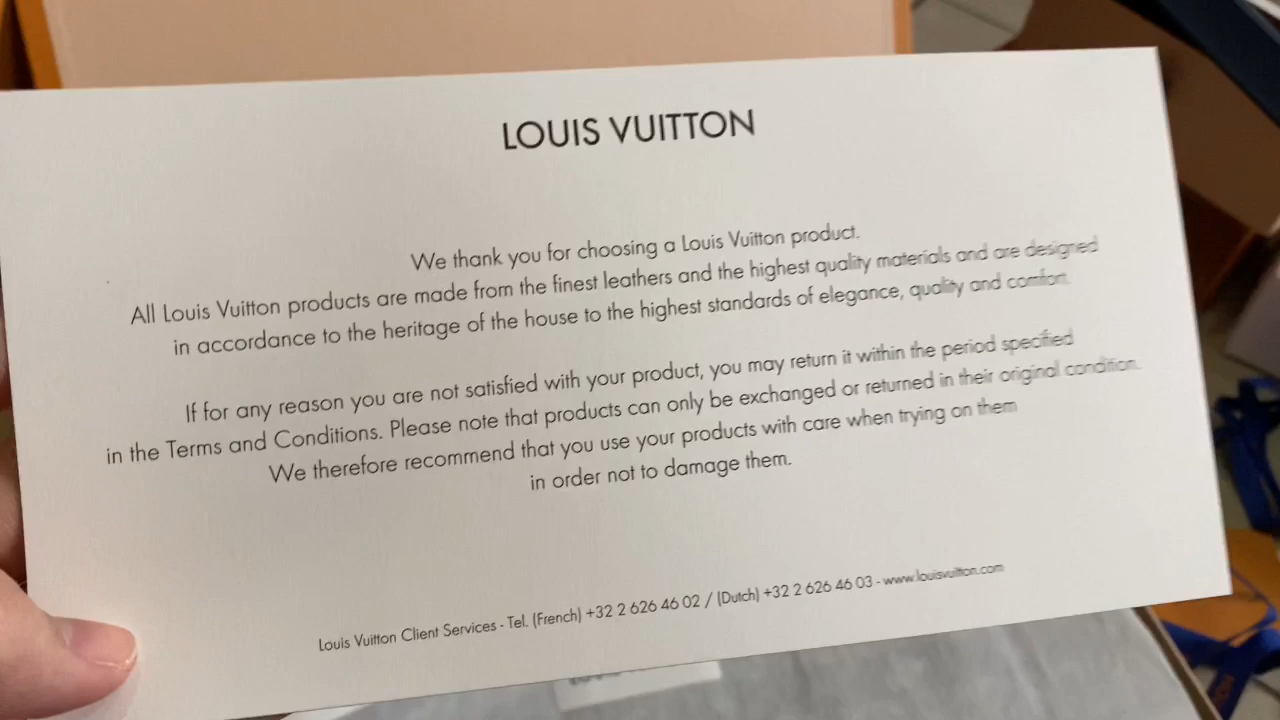 LOUIS VUITTON
We thank you for choosing a Louis Vuitton product.
All Louis Vuitton products are made from the finest leathers and the highest quality materials and are designed
in accordance to the heritage of the house to the highest standards of elegance, quality and comfort.
If for any reason you are not satisfied with your product, you may return it within the period specified
in the Terms and Conditions. Please note that products can only be exchanged or returned in their original condition.
We therefore recommend that you use your products with care when trying on them
in order not to damage them.
Louis Vuitton Client Services - Tel. (French) +32 2 626 46 02 / (Dutch) +32 2 626 46 03 - www.louisvuitton.com